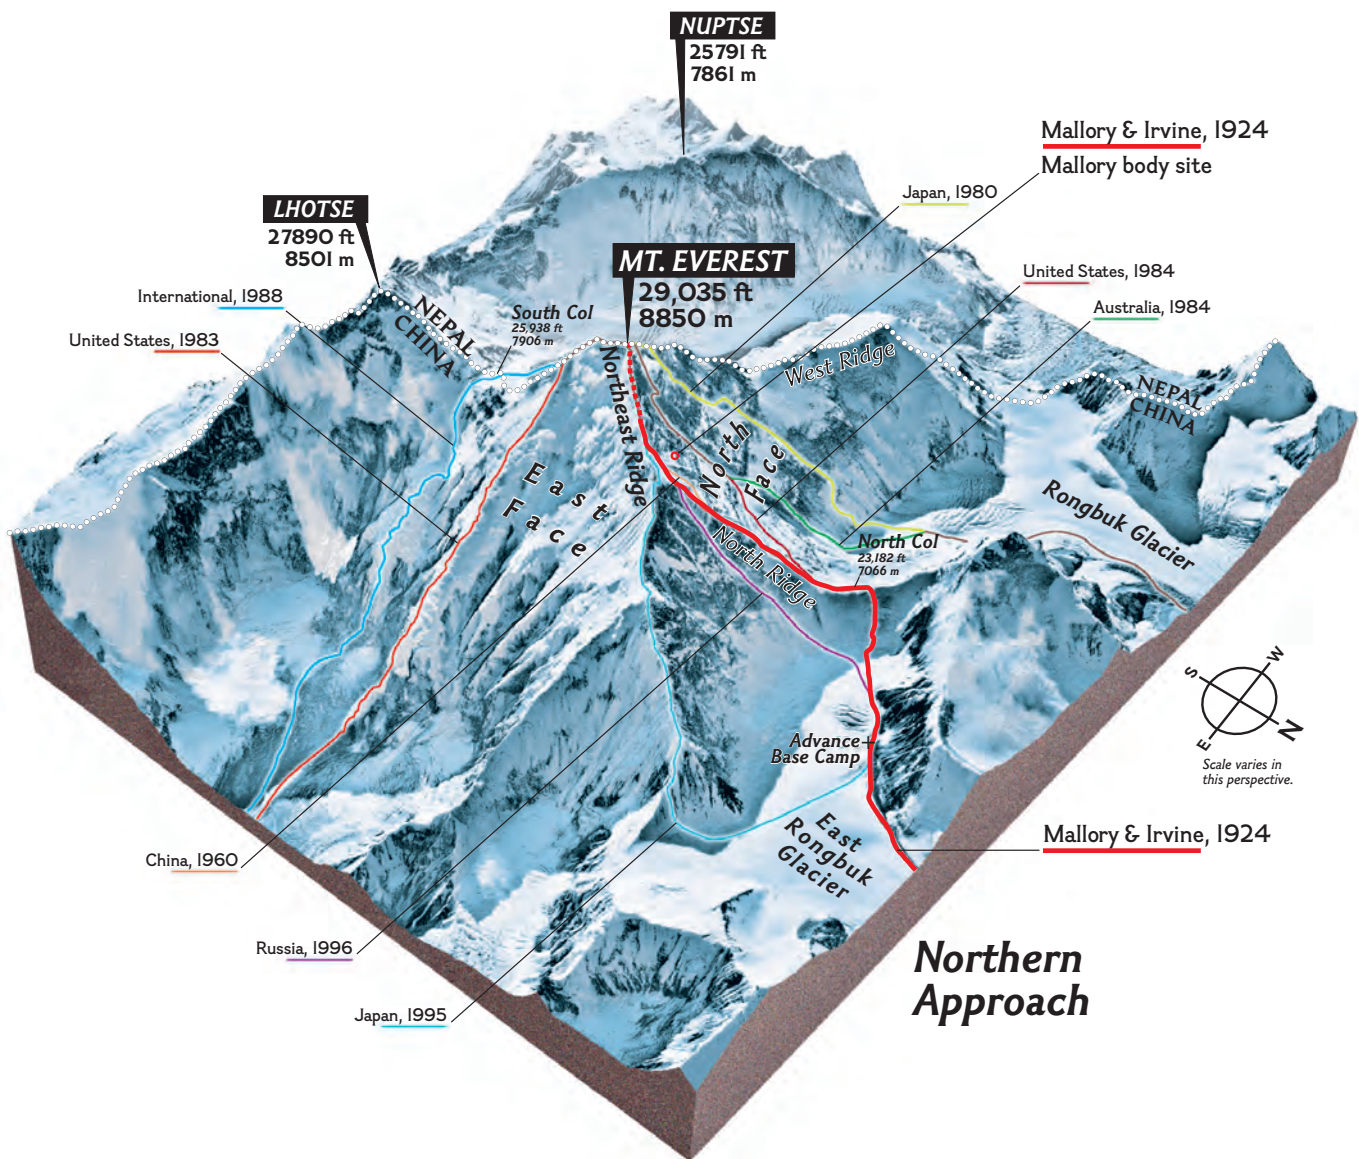 NUPTSE
25791 ft
7861 m
Mallory & Irvine, 1924
Mallory body site
Japan, 1980
LHOTSE
27890 ft
8501 m
MT. EVEREST
29,035 ft
8850 m
United States, 1984
Australia, 1984
International, 1988
United States, 1983
NEPAL
CHINA
South Col
25,938 ft
7906 m
West Ridge
NEPAL
CHINA
Northeast Ridge
North
Face
East
Face
Rongbuk Glacier
North Col
23,182 ft
7066 m
North Ridge
S
W
E
N
Scale varies in
this perspective.
Advance
Base Camp
East
Rongbuk
Glacier
Mallory & Irvine, 1924
China, 1960
Russia, 1996
Japan, 1995
Northern
Approach